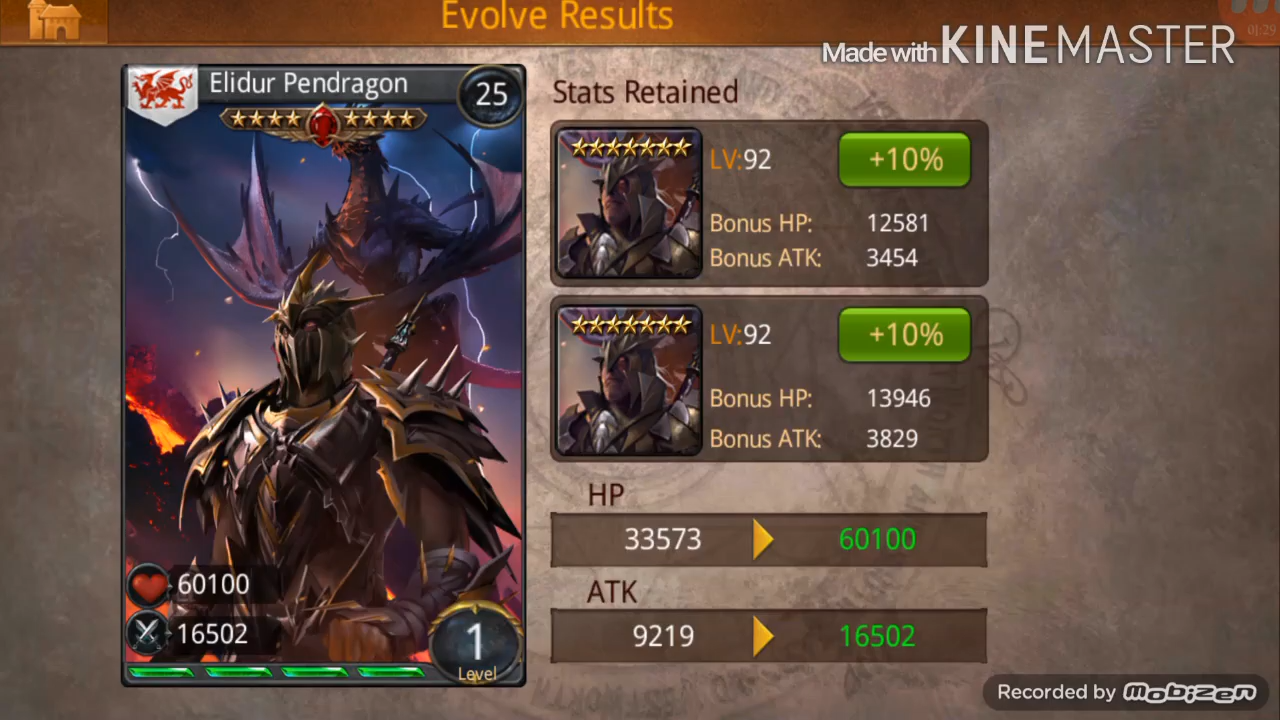 Evolve Results
01:29
Made with KINEMASTER
Elidur Pendragon
25
Stats Retained
LV:92
+10%
Bonus HP: 12581
Bonus ATK: 3454
LV:92
+10%
Bonus HP: 13946
Bonus ATK: 3829
HP
33573 60100
ATK
9219 16502
60100
16502
1
Level
Recorded by Mobizen